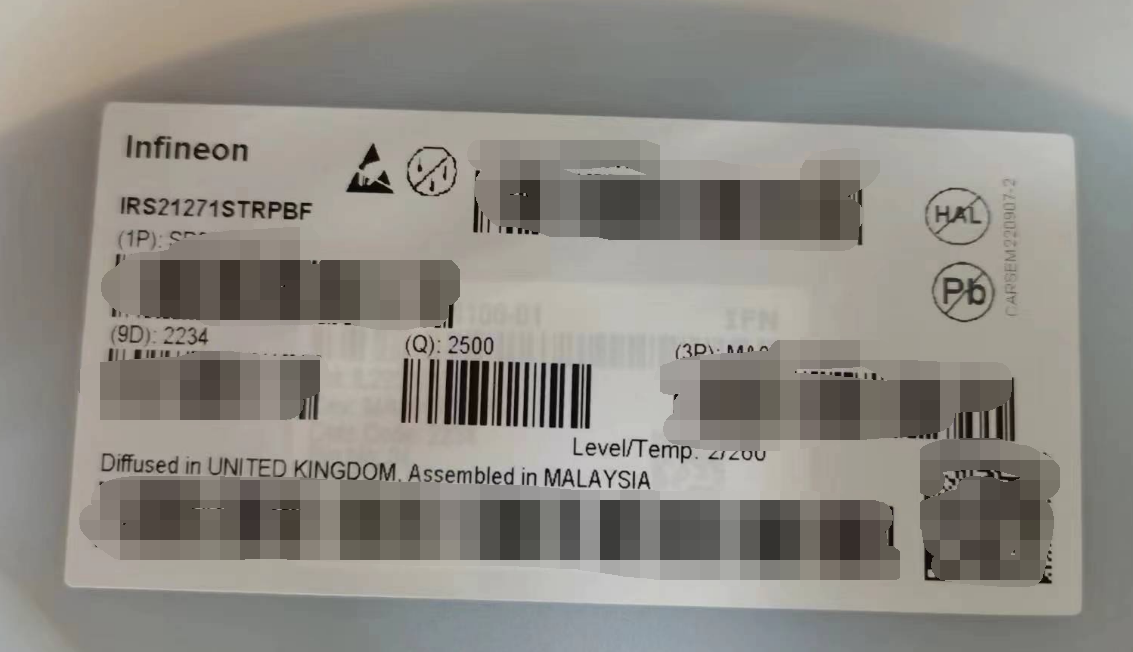 Infineon
IRS21271STRPBF
(1P):
HAL
Pb
CARSEM220907-2
(9D): 2234
(Q): 2500
(3P):
Level/Temp: 2/260
Diffused in UNITED KINGDOM, Assembled in MALAYSIA